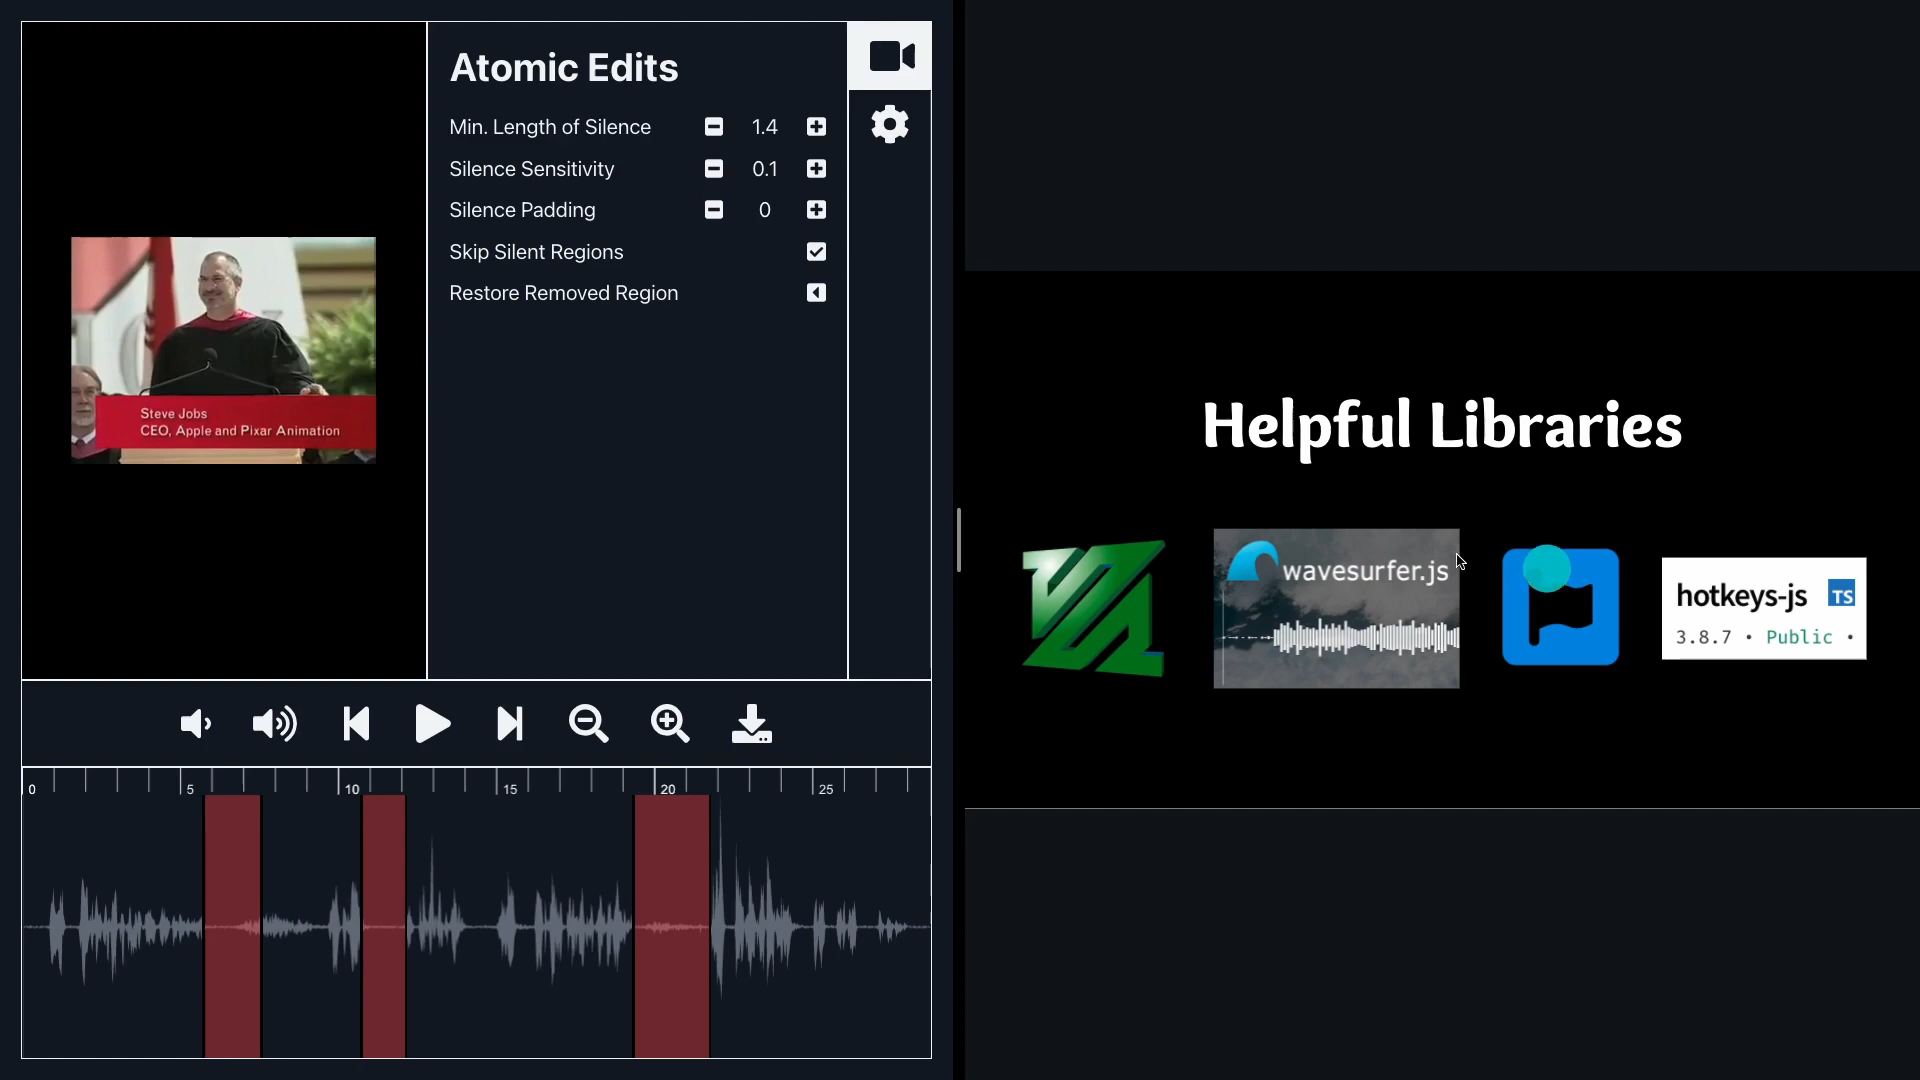 Atomic Edits
Min. Length of Silence 1.4
Silence Sensitivity 0.1
Silence Padding 0
Skip Silent Regions
Restore Removed Region
Steve Jobs
CEO, Apple and Pixar Animation
0 5 10 15 20 25
Helpful Libraries
wavesurfer.js
hotkeys-js TS
3.8.7 • Public •